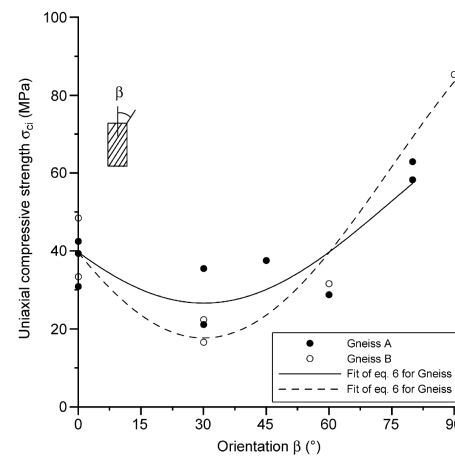 100
80
60
40
20
0
Uniaxial compressive strength σci (MPa)
β
Gneiss A
Gneiss B
Fit of eq. 6 for Gneiss
Fit of eq. 6 for Gneiss
0 15 30 45 60 75 90
Orientation β (°)